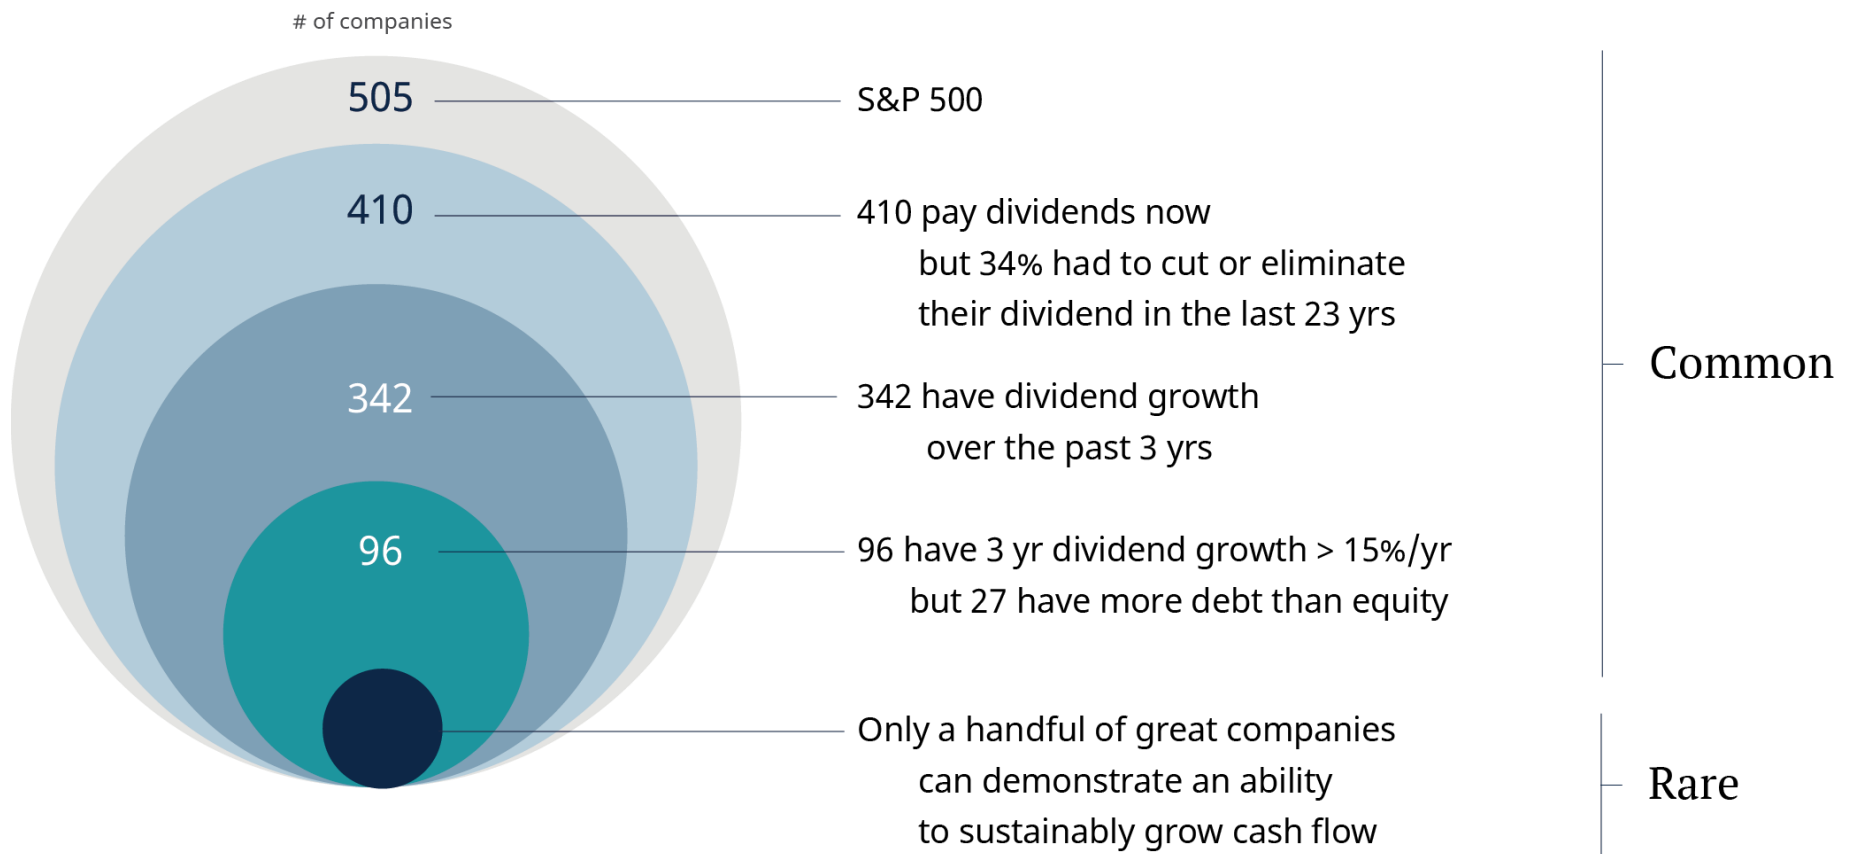 # of companies
505
S&P 500
410
410 pay dividends now
but 34% had to cut or eliminate
their dividend in the last 23 yrs
Common
342
342 have dividend growth
over the past 3 yrs
96
96 have 3 yr dividend growth > 15%/yr
but 27 have more debt than equity
Only a handful of great companies
can demonstrate an ability
to sustainably grow cash flow
Rare